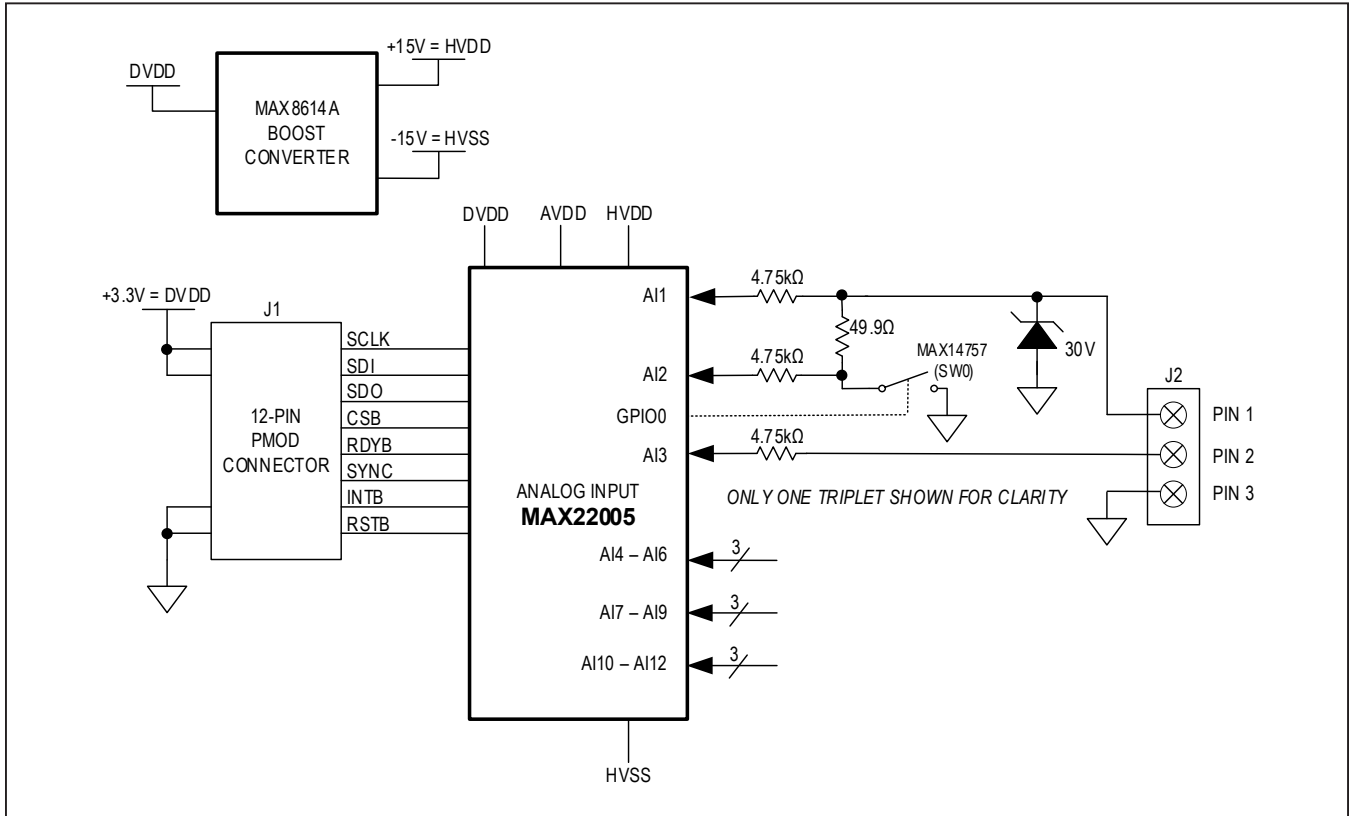 +15V = HVDD
DVDD
MAX8614A
BOOST
CONVERTER
-15V = HVSS
DVDD
AVDD
HVDD
+3.3V = DVDD
J1
12-PIN
PMOD
CONNECTOR
SCLK
SDI
SDO
CSB
RDYB
SYNC
INTB
RSTB
ANALOG INPUT
MAX22005
AI1
AI2
GPIO0
AI3
AI4 – AI6
AI7 – AI9
AI10 – AI12
HVSS
4.75kΩ
49.9Ω
4.75kΩ
MAX14757
(SW0)
4.75kΩ
30V
J2
PIN 1
PIN 2
PIN 3
ONLY ONE TRIPLET SHOWN FOR CLARITY
3
3
3